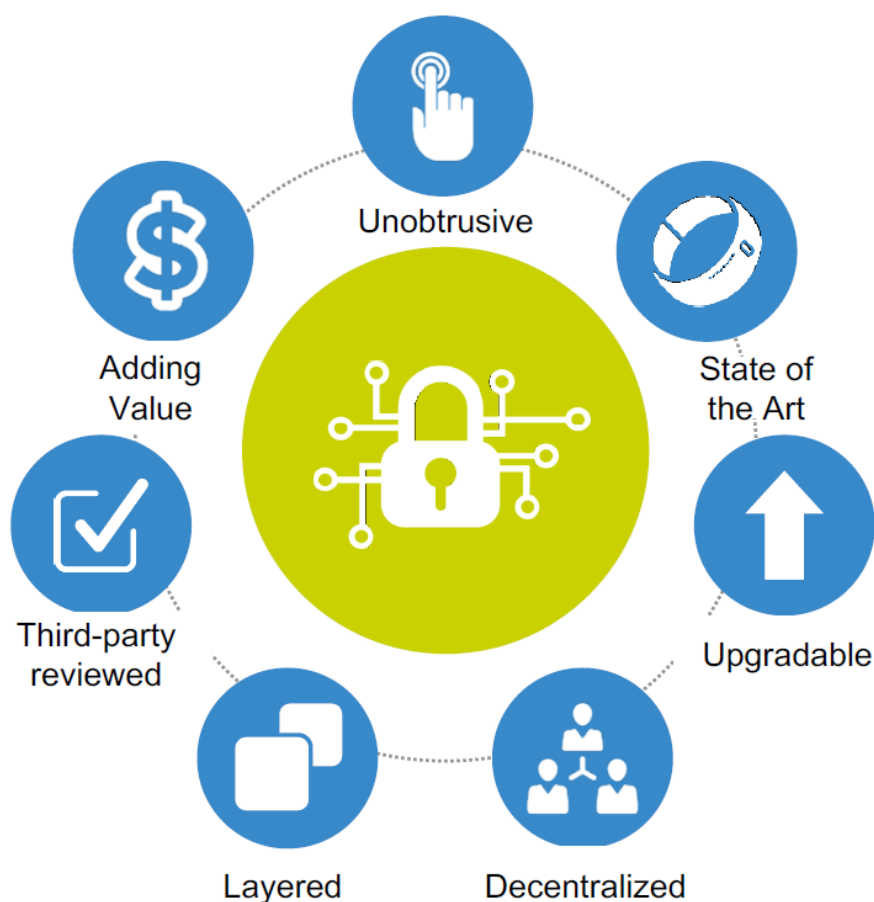 Unobtrusive
Adding
Value
State of
the Art
Third-party
reviewed
Upgradable
Layered
Decentralized